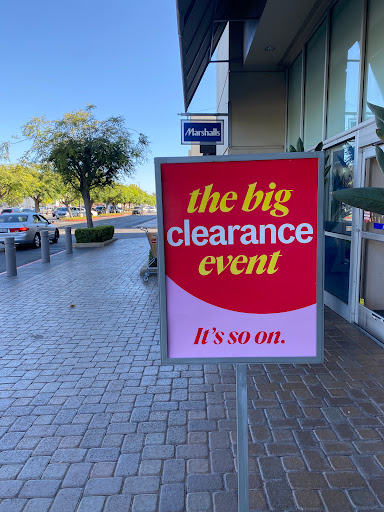 Marshalls
the big
clearance
event
It's so on.